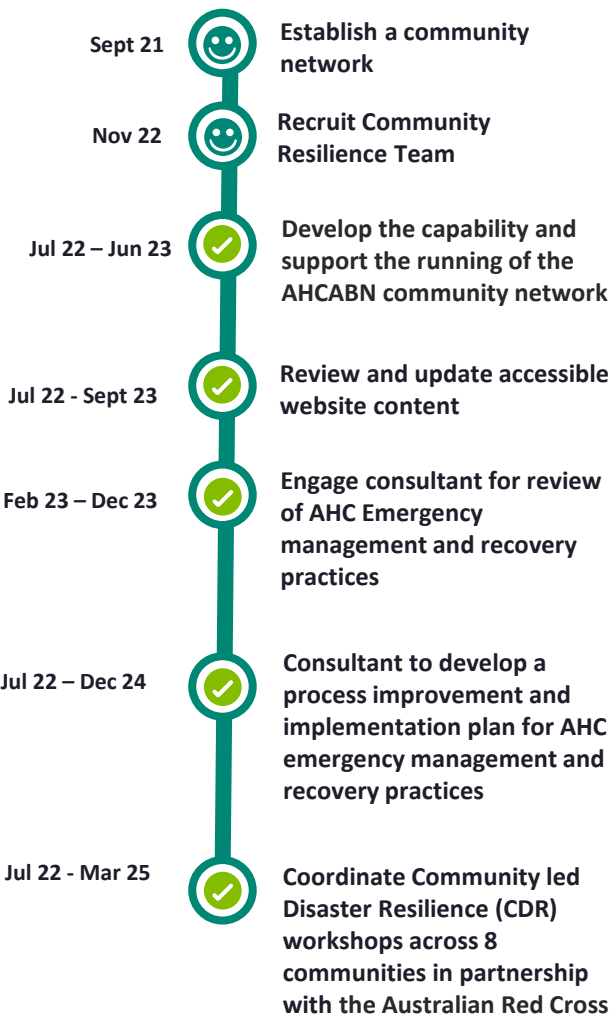 Sept 21
Establish a community
network
Nov 22
Recruit Community
Resilience Team
Jul 22 – Jun 23
Develop the capability and
support the running of the
AHCABN community network
Jul 22 - Sept 23
Review and update accessible
website content
Feb 23 – Dec 23
Engage consultant for review
of AHC Emergency
management and recovery
practices
Jul 22 – Dec 24
Consultant to develop a
process improvement and
implementation plan for AHC
emergency management and
recovery practices
Jul 22 - Mar 25
Coordinate Community led
Disaster Resilience (CDR)
workshops across 8
communities in partnership
with the Australian Red Cross